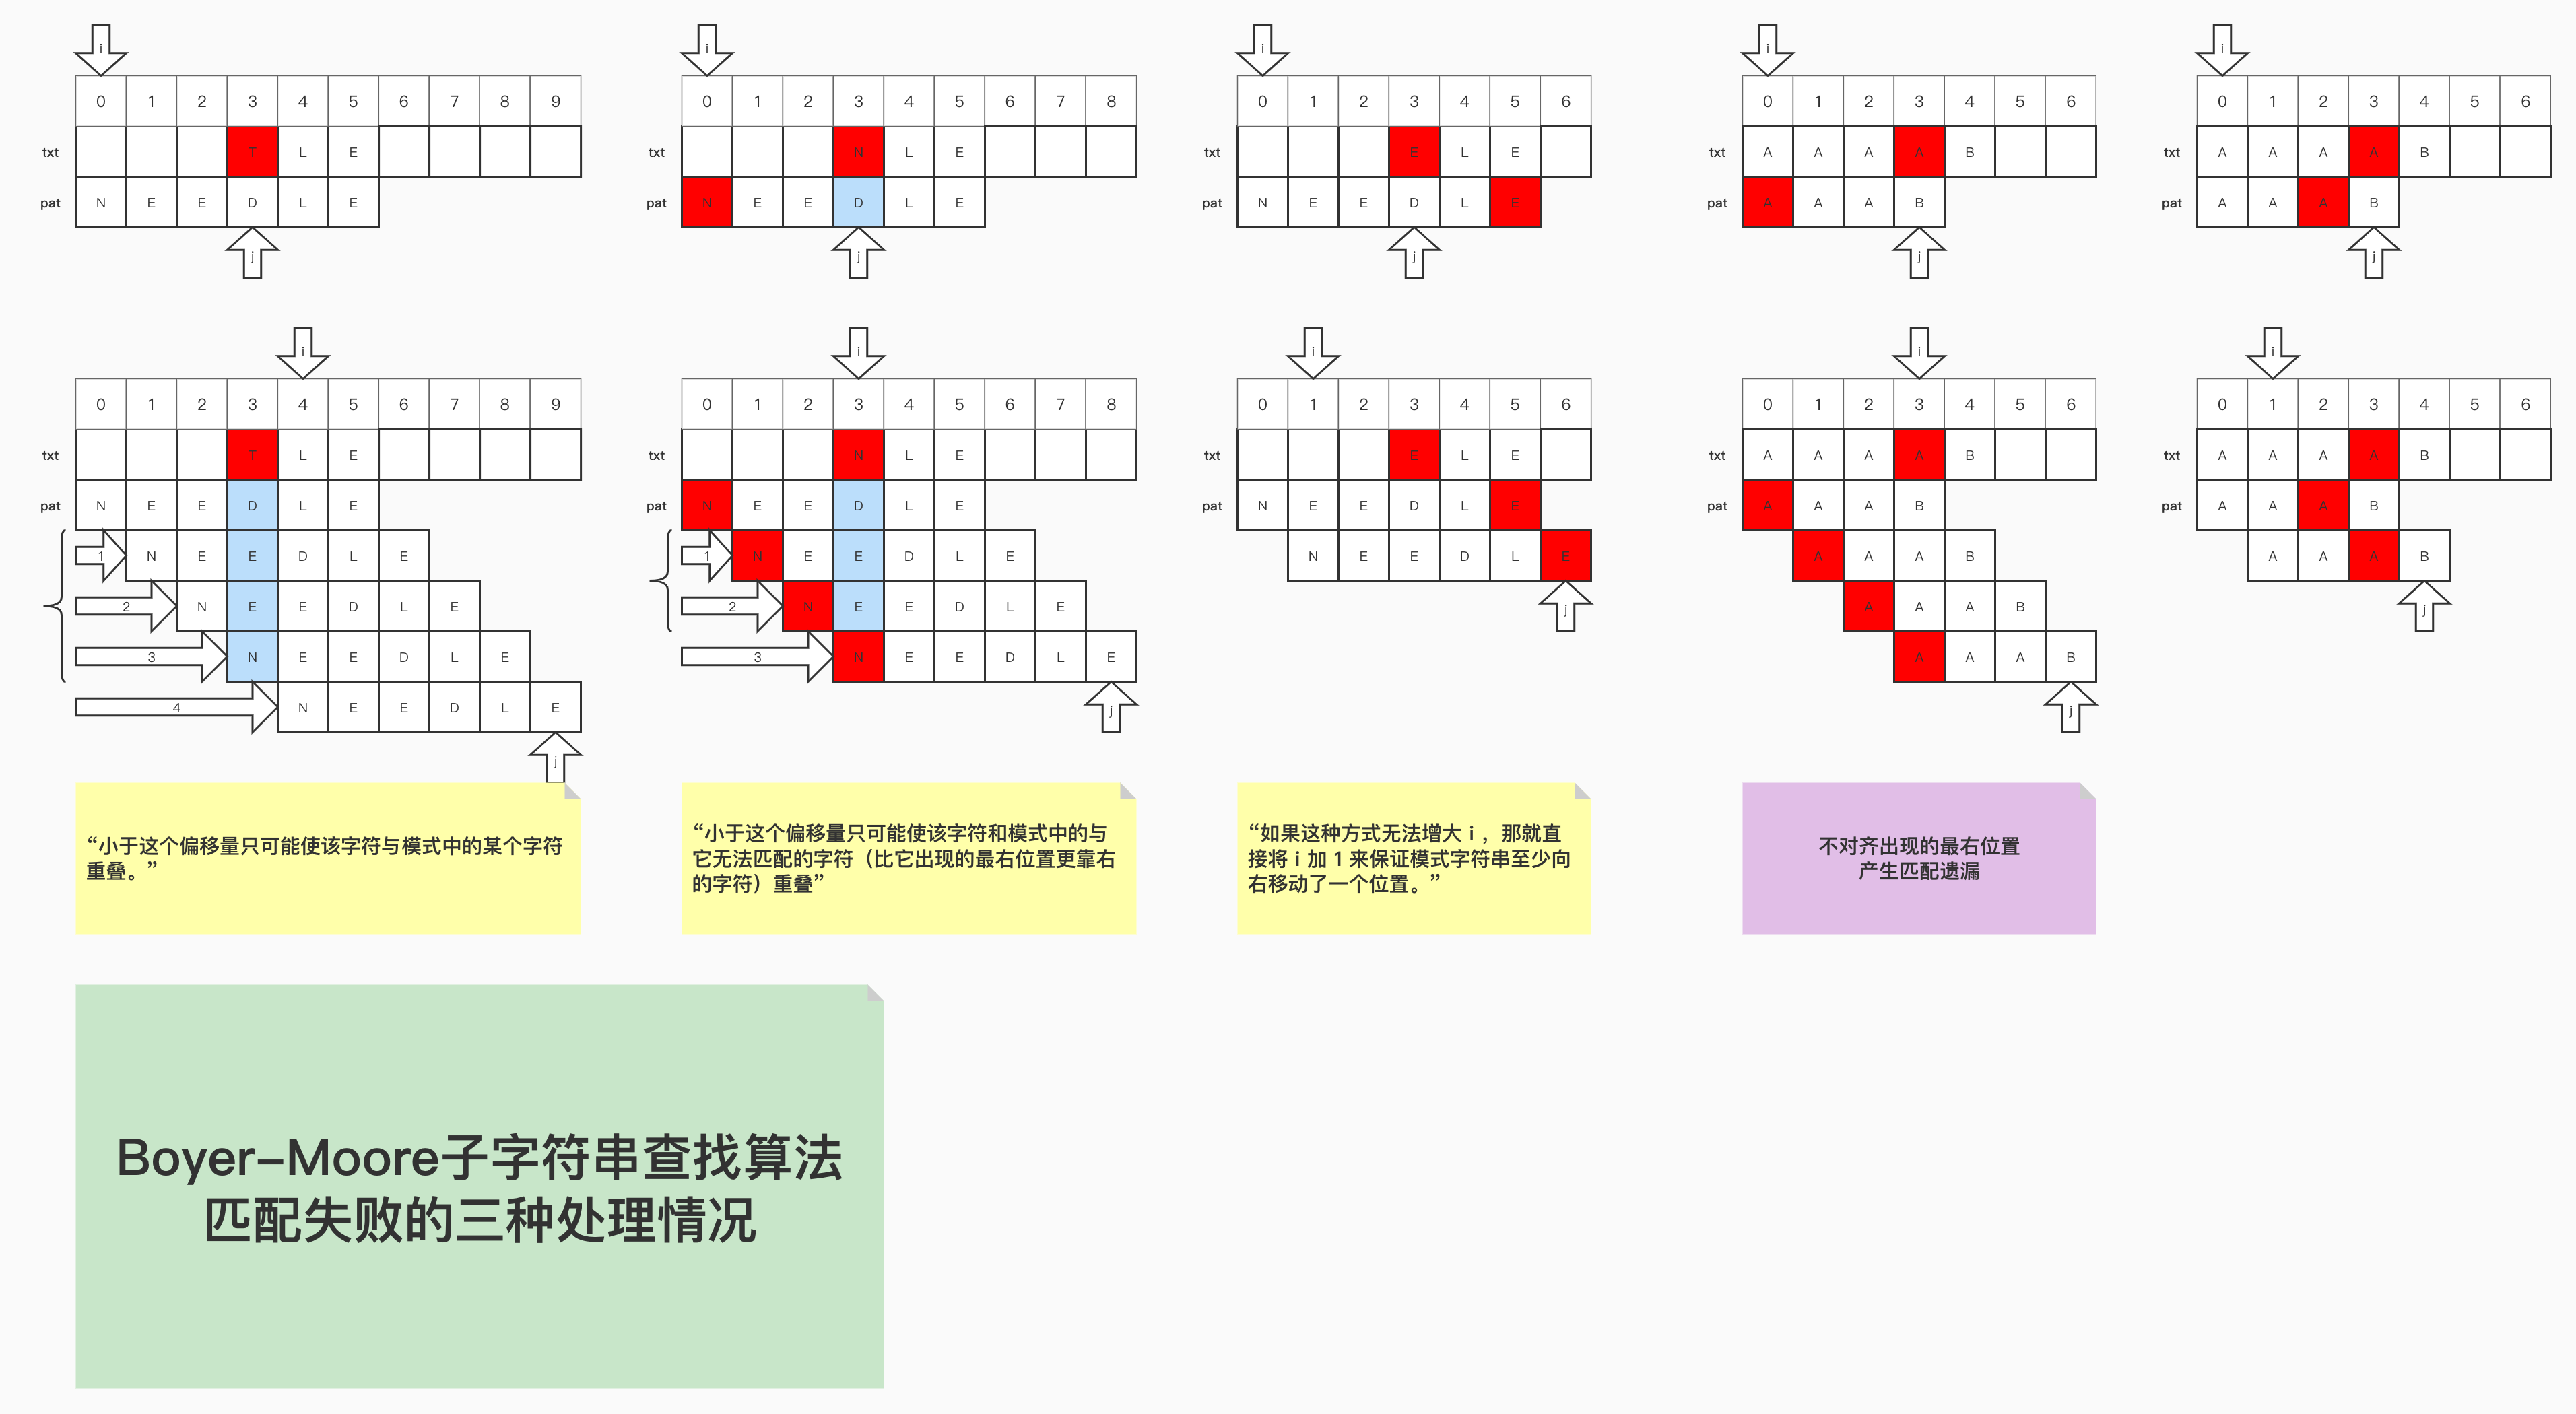 i
0 1 2 3 4 5 6 7 8 9
txt T L E
pat N E E D L E
j
i
0 1 2 3 4 5 6 7 8 9
txt T L E
pat N E E D L E
1 N E E D L E
2 N E E D L E
3 N E E D L E
4 N E E D L E
j
“小于这个偏移量只可能使该字符与模式中的某个字符
重叠。”
i
0 1 2 3 4 5 6 7 8
txt N L E
pat N E E D L E
j
i
0 1 2 3 4 5 6 7 8
txt N L E
pat N E E D L E
1 N E E D L E
2 N E E D L E
3 N E E D L E
j
“小于这个偏移量只可能使该字符和模式中的与
它无法匹配的字符（比它出现的最右位置更靠右
的字符）重叠”
i
0 1 2 3 4 5 6
txt E L E
pat N E E D L E
j
i
0 1 2 3 4 5 6
txt E L E
pat N E E D L E
N E E D L E
j
“如果这种方式无法增大 i ，那就直
接将 i 加 1 来保证模式字符串至少向
右移动了一个位置。”
i
0 1 2 3 4 5 6
txt A A A A B
pat A A A B
j
i
0 1 2 3 4 5 6
txt A A A A B
pat A A A B
A A A B
A A A B
A A A B
j
不对齐出现的最右位置
产生匹配遗漏
i
0 1 2 3 4 5 6
txt A A A A B
pat A A A B
j
i
0 1 2 3 4 5 6
txt A A A A B
pat A A A B
A A A B
j
Boyer-Moore子字符串查找算法
匹配失败的三种处理情况